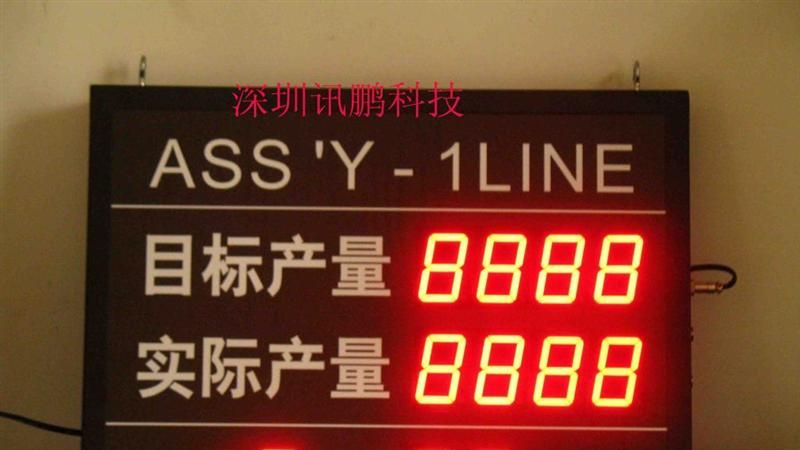 深圳讯鹏科技
ASS 'Y - 1LINE
目标产量 8888
实际产量 8888